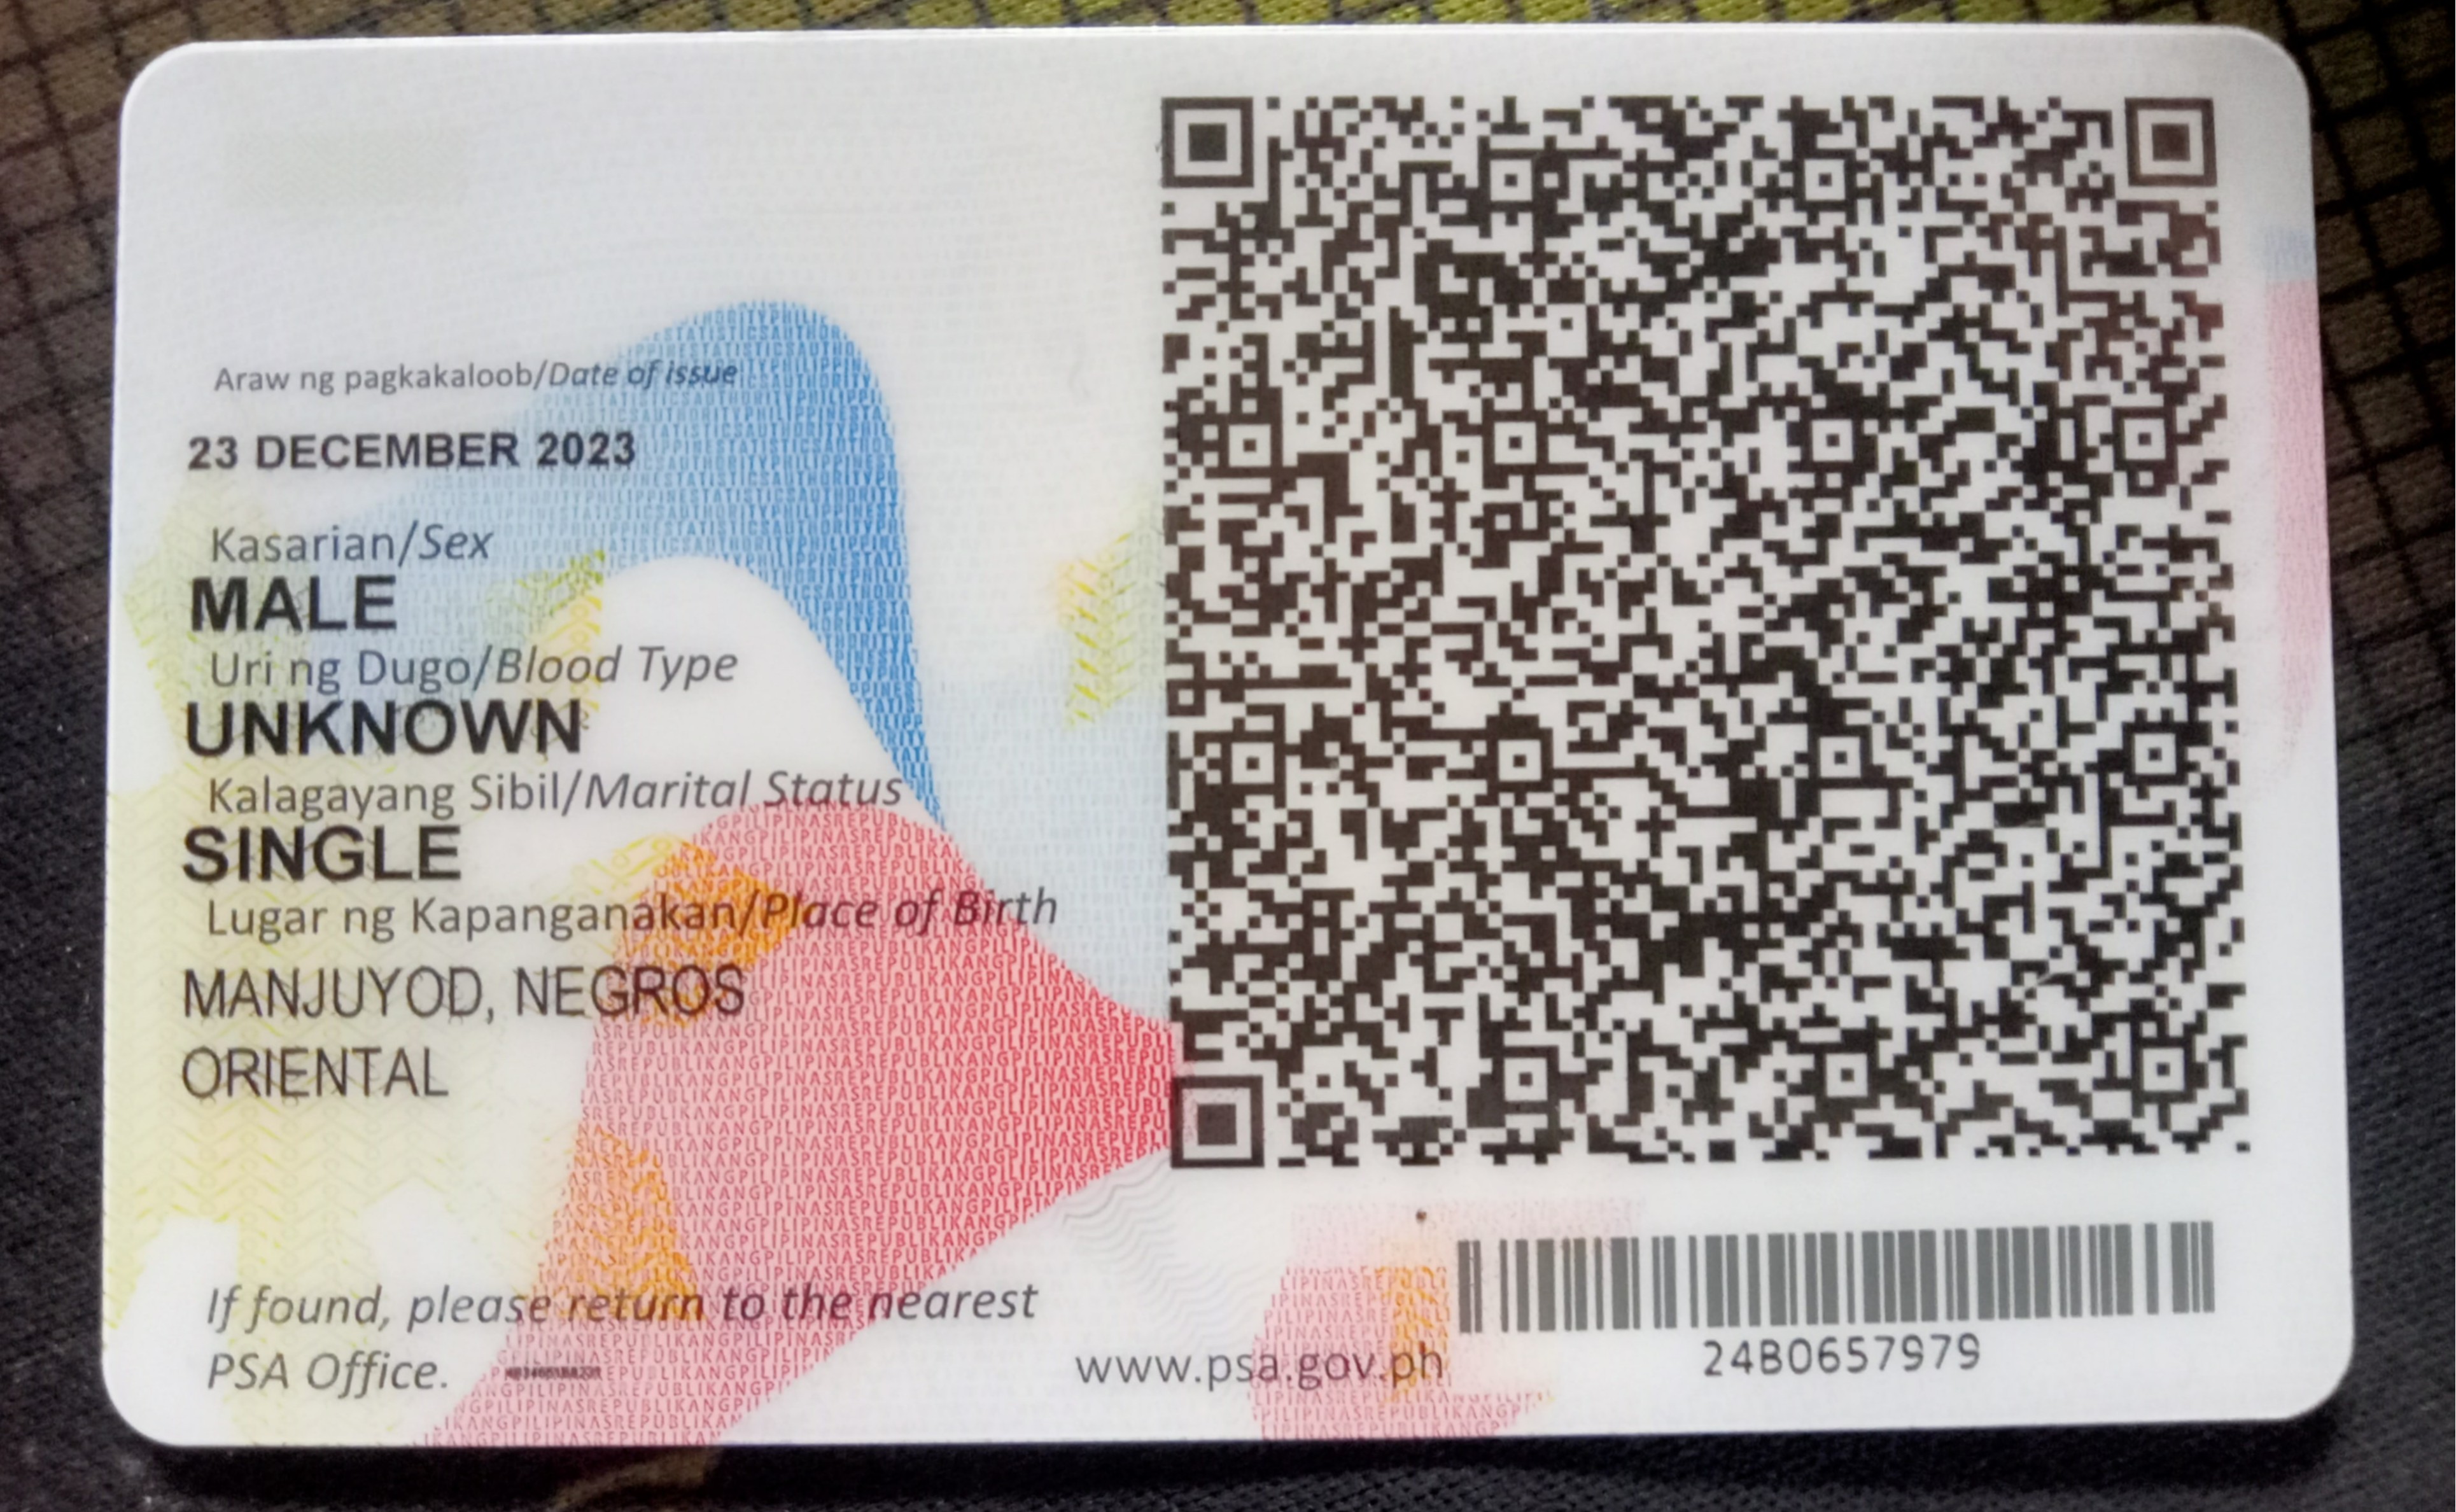 Araw ng pagkakaloob/Date of issue
23 DECEMBER 2023
Kasarian/Sex
MALE
Uri ng Dugo/Blood Type
UNKNOWN
Kalagayang Sibil/Marital Status
SINGLE
Lugar ng Kapanganakan/Place of Birth
MANJUYOD, NEGROS
ORIENTAL
If found, please return to the nearest
PSA Office.
www.psa.gov.ph
24B0657979